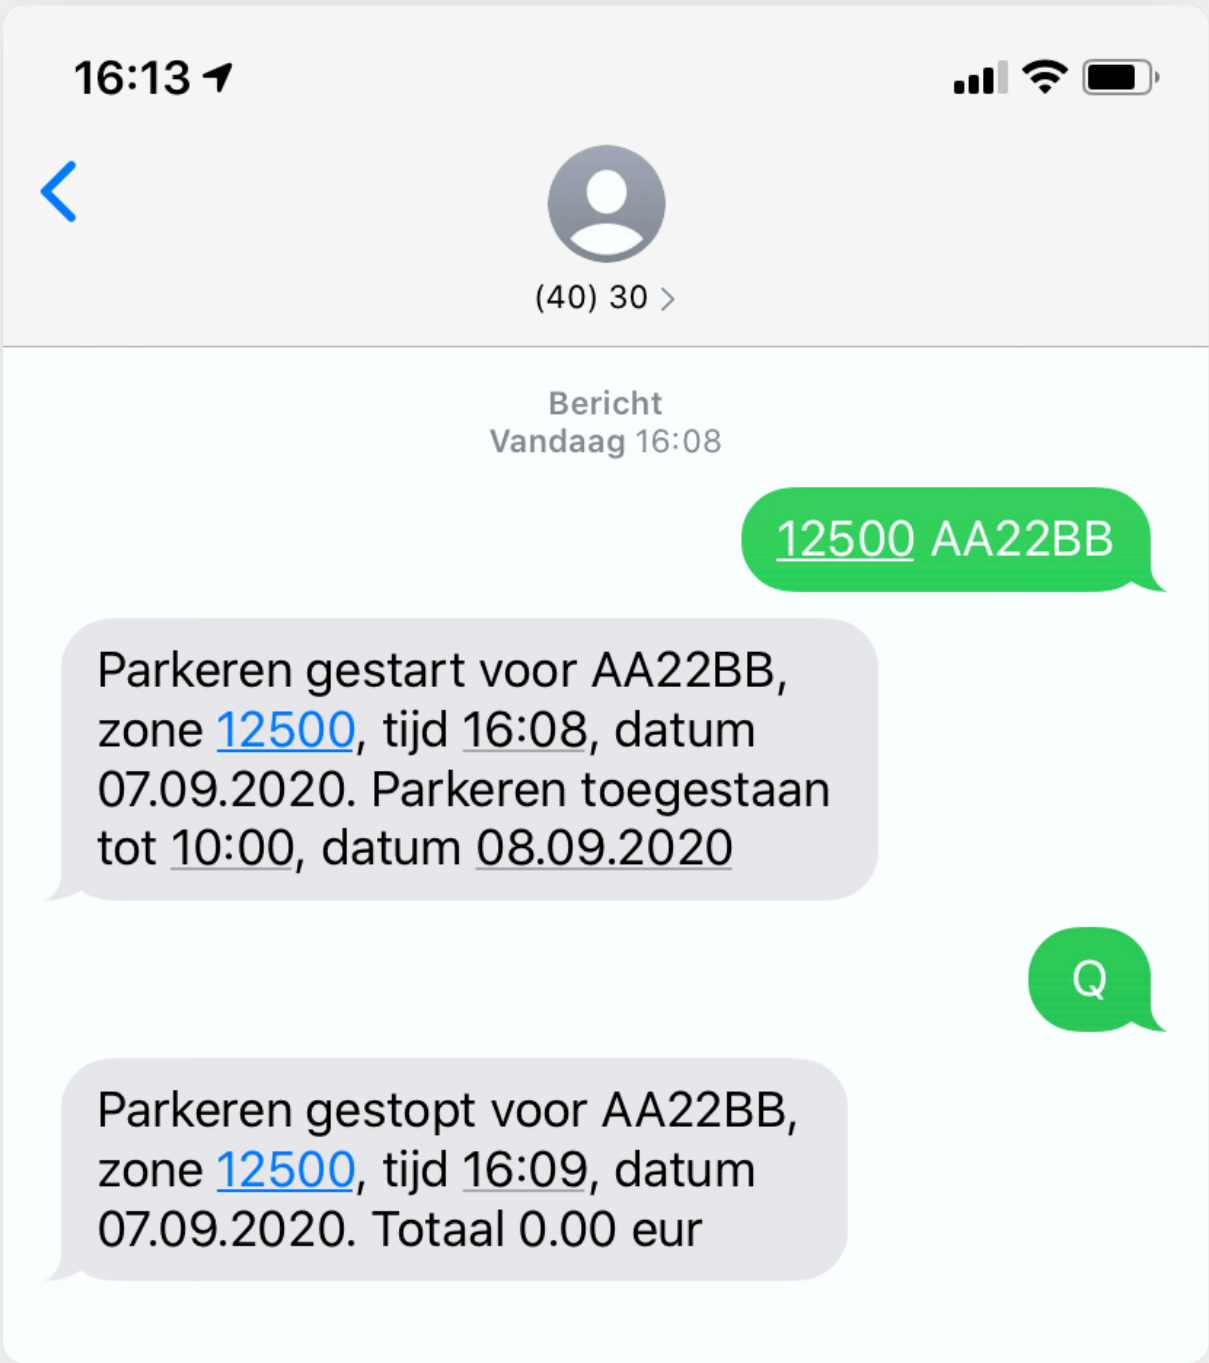 16:13
(40) 30
Bericht
Vandaag 16:08
12500 AA22BB
Parkeren gestart voor AA22BB,
zone 12500, tijd 16:08, datum
07.09.2020. Parkeren toegestaan
tot 10:00, datum 08.09.2020
Q
Parkeren gestopt voor AA22BB,
zone 12500, tijd 16:09, datum
07.09.2020. Totaal 0.00 eur